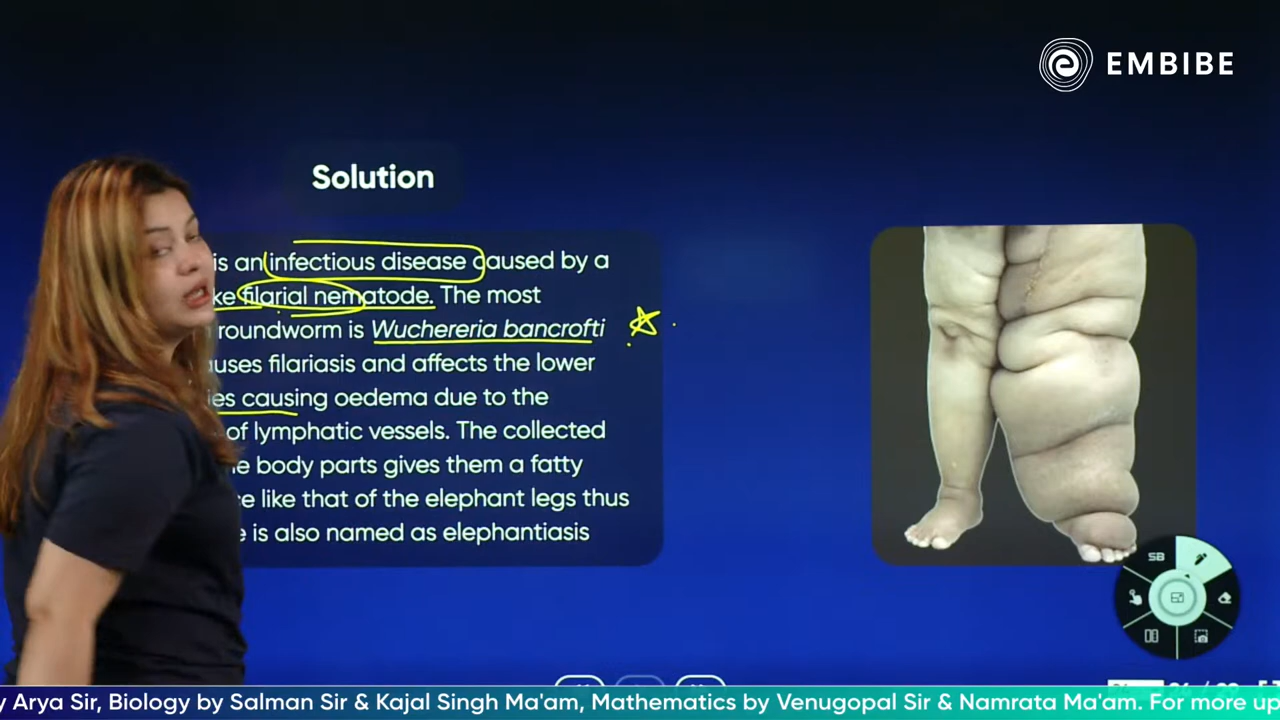 EMBIBE
Solution
is an infectious disease caused by a
filarial nematode. The most
roundworm is Wuchereria bancrofti
filariasis and affects the lower
causing oedema due to the
of lymphatic vessels. The collected
body parts gives them a fatty
like that of the elephant legs thus
is also named as elephantiasis
SB
Arya Sir, Biology by Salman Sir & Kajal Singh Ma'am, Mathematics by Venugopal Sir & Namrata Ma'am. For more up